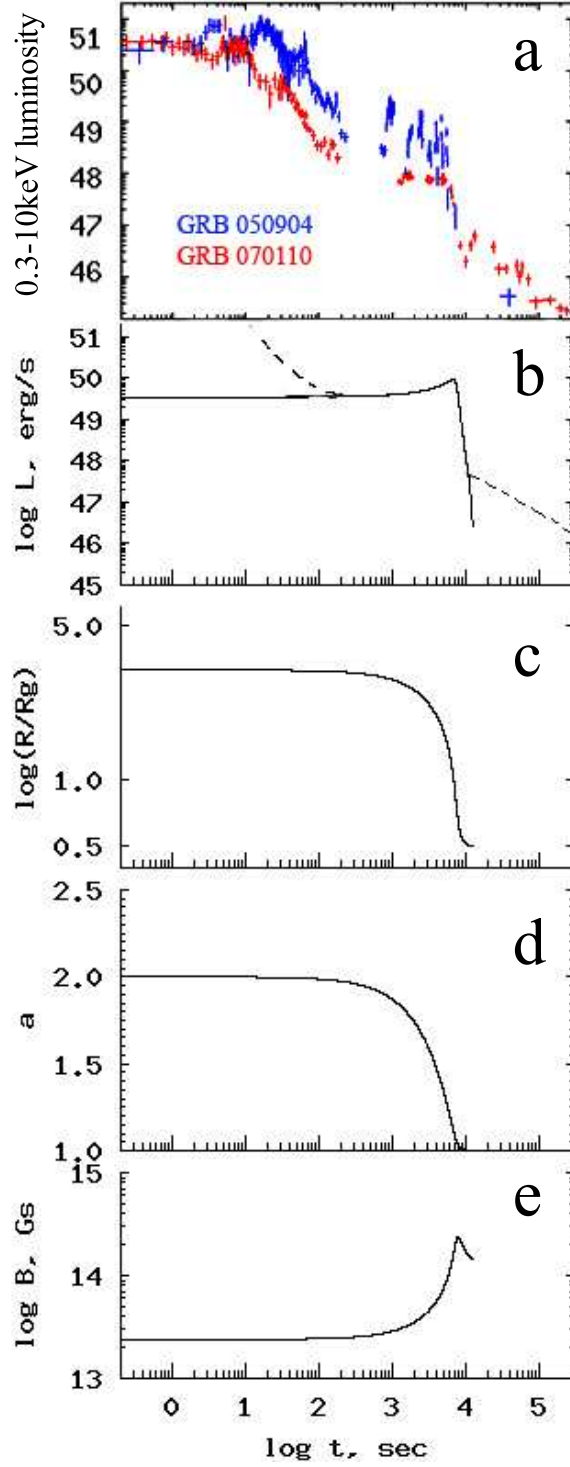 a
0.3-10keV luminosity
51
50
49
48
47
46
GRB 050904
GRB 070110
b
log L, erg/s
51
50
49
48
47
46
45
c
log(R/Rg)
5.0
1.0
0.5
d
a
2.5
2.0
1.5
1.0
e
log B, Gs
15
14
13
0 1 2 3 4 5
log t, sec